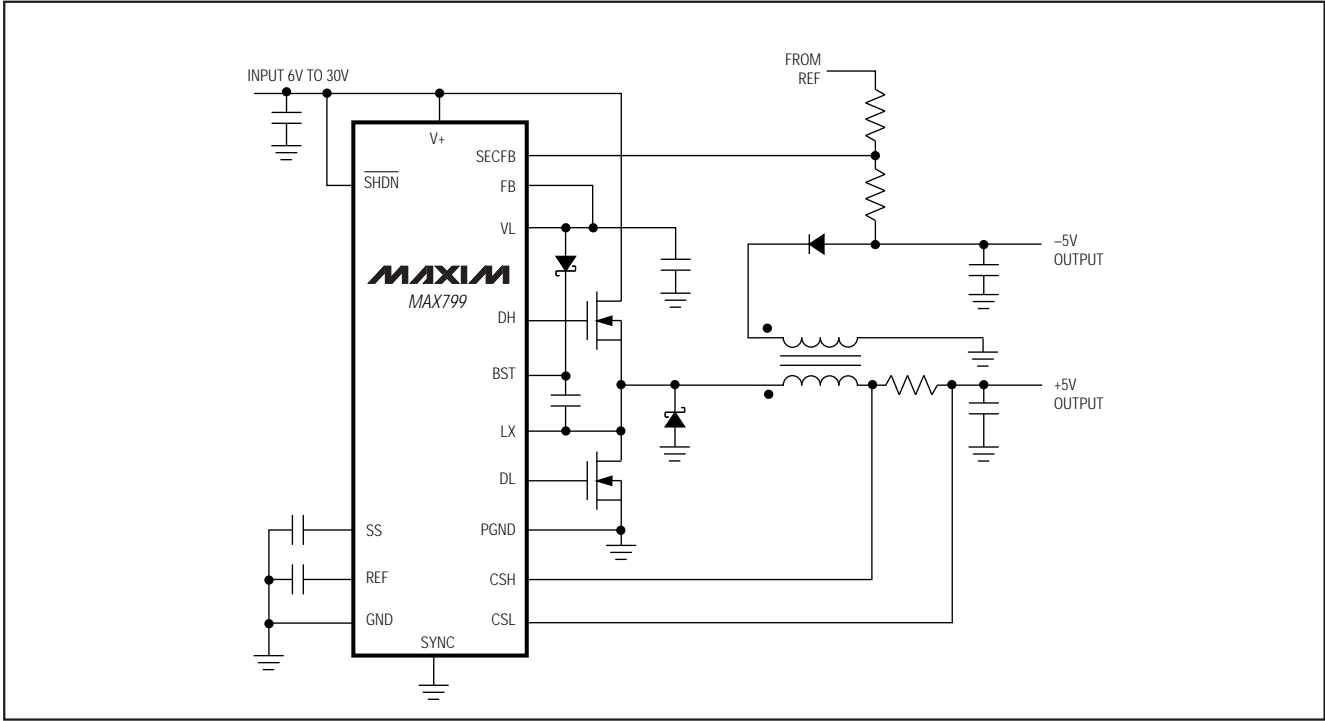 INPUT 6V TO 30V
FROM
REF
V+
SECFB
SHDN
FB
VL
–5V
OUTPUT
MAXIM
MAX799
DH
BST
+5V
OUTPUT
LX
DL
SS
PGND
REF
CSH
GND
CSL
SYNC